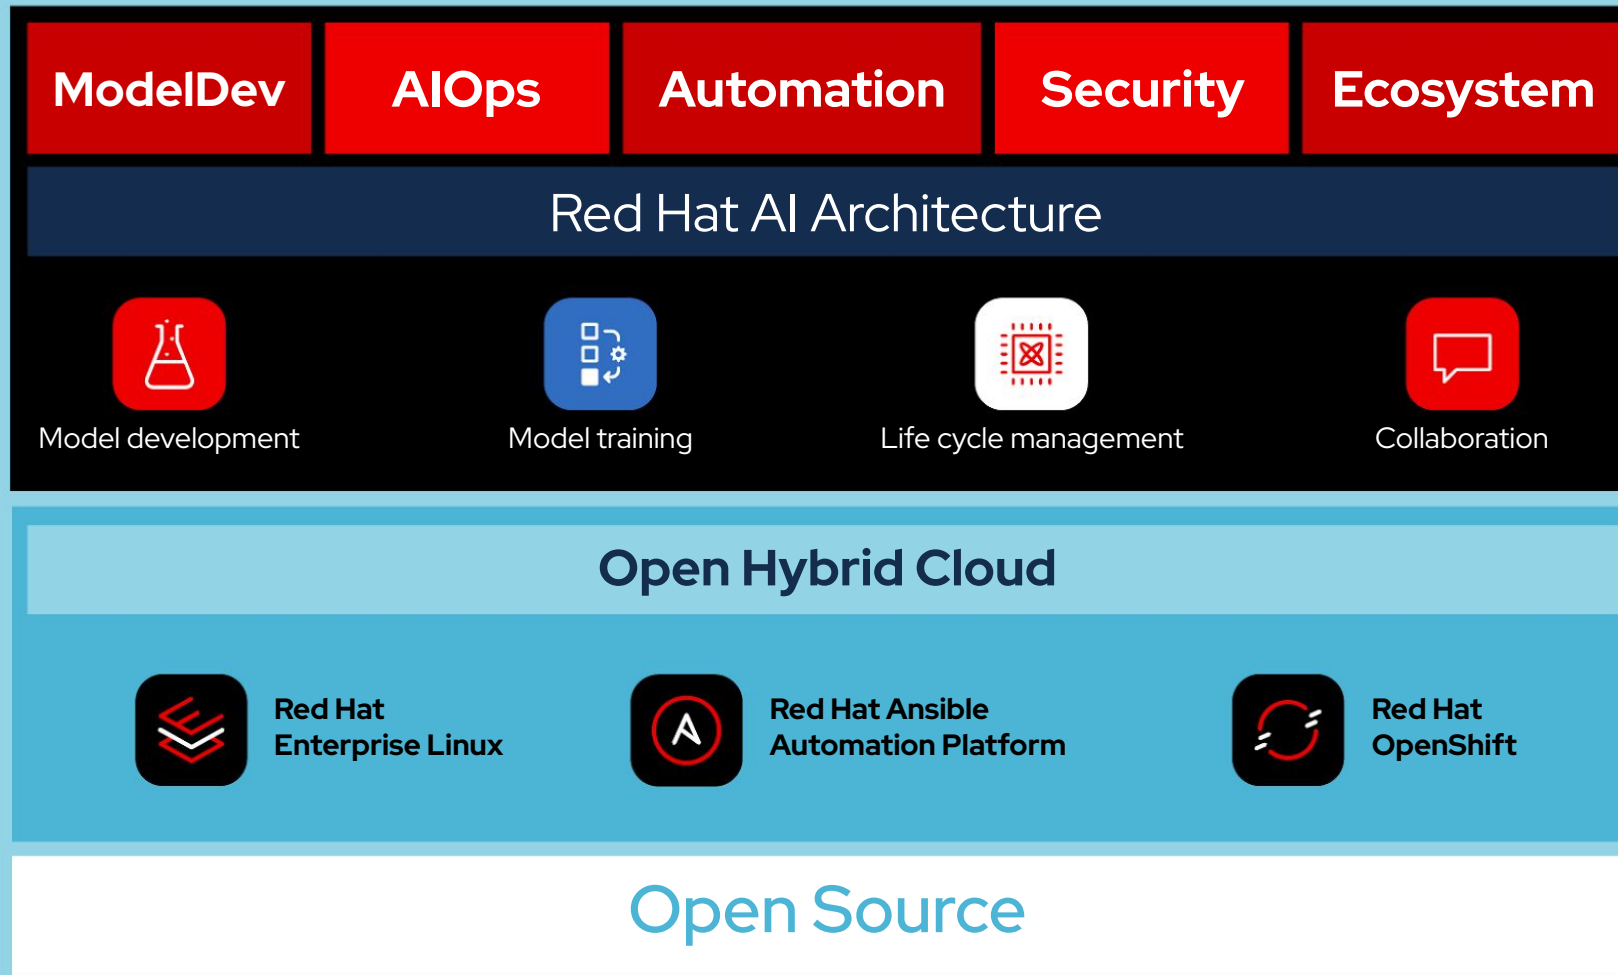 ModelDev
AIOps
Automation
Security
Ecosystem
Red Hat AI Architecture
Model development
Model training
Life cycle management
Collaboration
Open Hybrid Cloud
Red Hat
Enterprise Linux
Red Hat Ansible
Automation Platform
Red Hat
OpenShift
Open Source